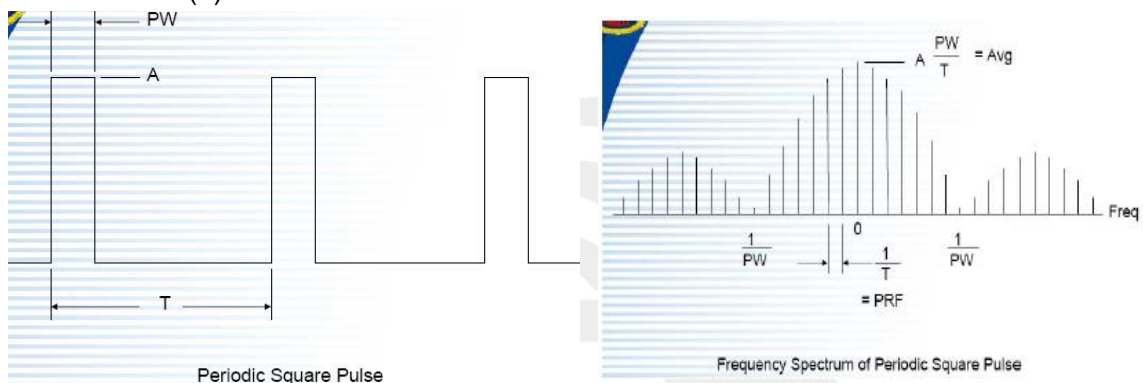 PW
A
T
Periodic Square Pulse
A PW/T = Avg
Freq
0
1/PW
1/T
1/PW
= PRF
Frequency Spectrum of Periodic Square Pulse